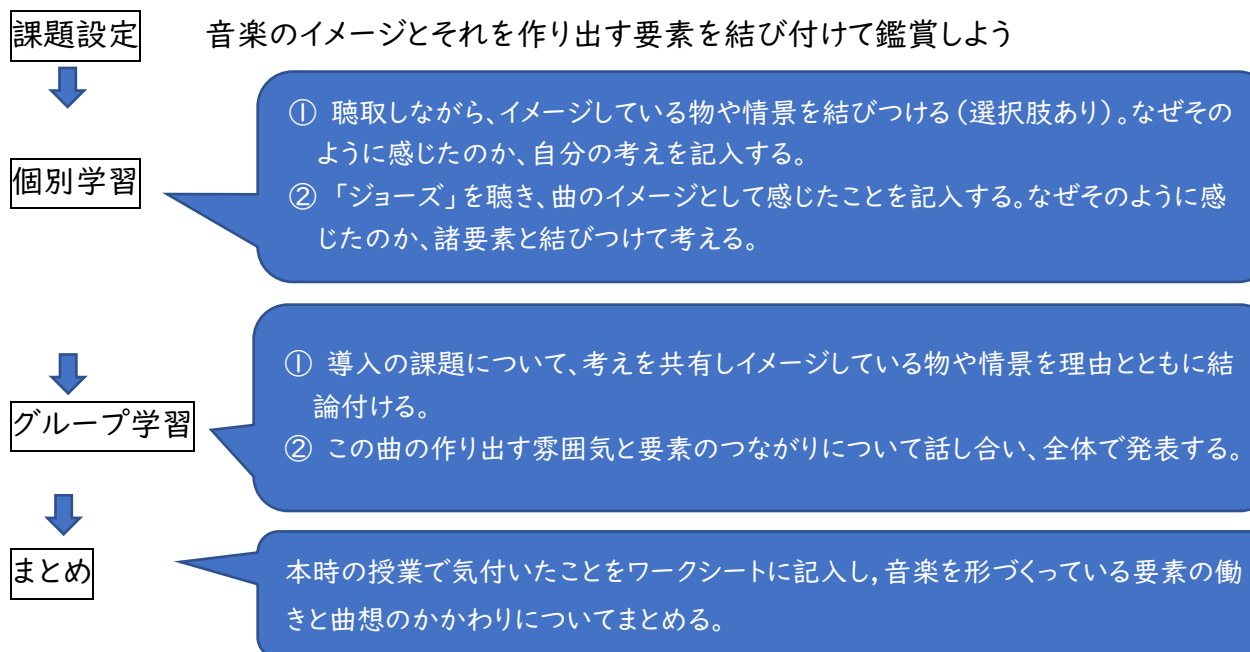 課題設定　音楽のイメージとそれを作り出す要素を結び付けて鑑賞しよう
① 聴取しながら、イメージしている物や情景を結びつける（選択肢あり）。なぜその
ように感じたのか、自分の考えを記入する。
個別学習
② 「ジョーズ」を聴き、曲のイメージとして感じたことを記入する。なぜそのように感
じたのか、諸要素と結びつけて考える。
① 導入の課題について、考えを共有しイメージしている物や情景を理由とともに結
論付ける。
グループ学習
② この曲の作り出す雰囲気と要素のつながりについて話し合い、全体で発表する。
まとめ
本時の授業で気付いたことをワークシートに記入し,音楽を形づくっている要素の働
きと曲想のかかわりについてまとめる。